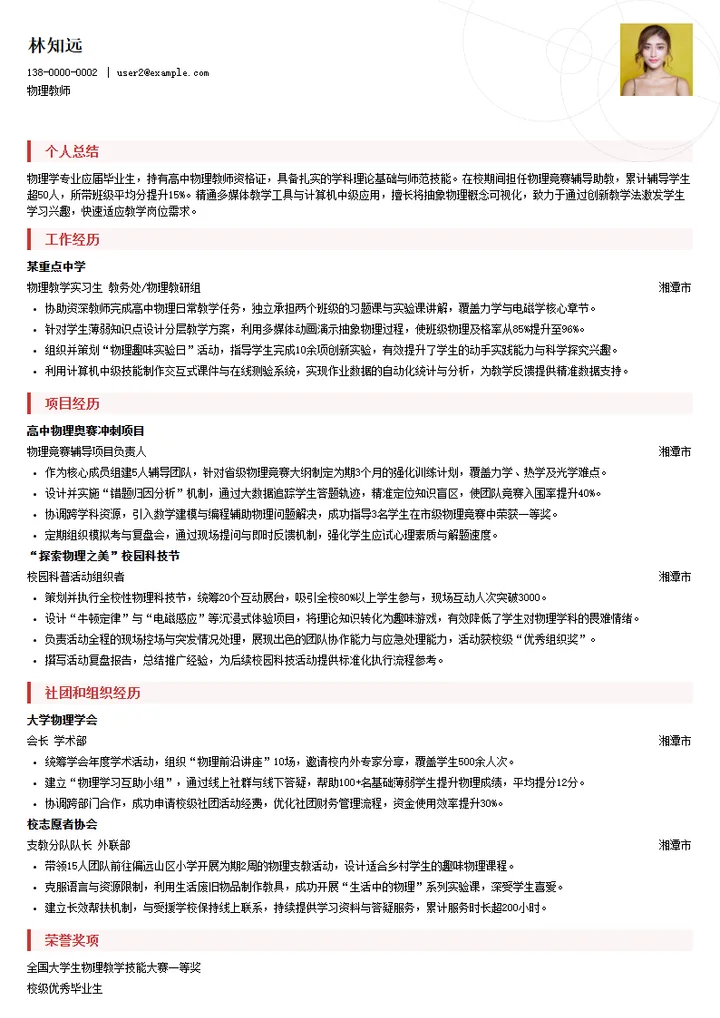 林知远
138-0000-0002 | user2@example.com
物理教师
个人总结
物理学专业应届毕业生，持有高中物理教师资格证，具备扎实的学科理论基础与师范技能。在校期间担任物理竞赛辅导助教，累计辅导学生
超50人，所带班级平均分提升15%。精通多媒体教学工具与计算机中级应用，擅长将抽象物理概念可视化，致力于通过创新教学法激发学生
学习兴趣，快速适应教学岗位需求。
工作经历
某重点中学
物理教学实习生 教务处/物理教研组 湘潭市
• 协助资深教师完成高中物理日常教学任务，独立承担两个班级的习题课与实验课讲解，覆盖力学与电磁学核心章节。
• 针对学生薄弱知识点设计分层教学方案，利用多媒体动画演示抽象物理过程，使班级物理及格率从85%提升至96%。
• 组织并策划“物理趣味实验日”活动，指导学生完成10余项创新实验，有效提升了学生的动手实践能力与科学探究兴趣。
• 利用计算机中级技能制作交互式课件与在线测验系统，实现作业数据的自动化统计与分析，为教学反馈提供精准数据支持。
项目经历
高中物理奥赛冲刺项目
物理竞赛辅导项目负责人 湘潭市
• 作为核心成员组建5人辅导团队，针对省级物理竞赛大纲制定为期3个月的强化训练计划，覆盖力学、热学及光学难点。
• 设计并实施“错题归因分析”机制，通过大数据追踪学生答题轨迹，精准定位知识盲区，使团队竞赛入围率提升40%。
• 协调跨学科资源，引入数学建模与编程辅助物理问题解决，成功指导3名学生在市级物理竞赛中荣获一等奖。
• 定期组织模拟考与复盘会，通过现场提问与即时反馈机制，强化学生应试心理素质与解题速度。
“探索物理之美”校园科技节
校园科普活动组织者 湘潭市
• 策划并执行全校性物理科技节，统筹20个互动展台，吸引全校80%以上学生参与，现场互动人次突破3000。
• 设计“牛顿定律”与“电磁感应”等沉浸式体验项目，将理论知识转化为趣味游戏，有效降低了学生对物理学科的畏难情绪。
• 负责活动全程的现场控场与突发情况处理，展现出色的团队协作能力与应急处理能力，活动获校级“优秀组织奖”。
• 撰写活动复盘报告，总结推广经验，为后续校园科技活动提供标准化执行流程参考。
社团和组织经历
大学物理学会
会长 学术部 湘潭市
• 统筹学会年度学术活动，组织“物理前沿讲座”10场，邀请校内外专家分享，覆盖学生500余人次。
• 建立“物理学习互助小组”，通过线上社群与线下答疑，帮助100+名基础薄弱学生提升物理成绩，平均提分12分。
• 协调跨部门合作，成功申请校级社团活动经费，优化社团财务管理流程，资金使用效率提升30%。
校志愿者协会
支教分队队长 外联部 湘潭市
• 带领15人团队前往偏远山区小学开展为期2周的物理支教活动，设计适合乡村学生的趣味物理课程。
• 克服语言与资源限制，利用生活废旧物品制作教具，成功开展“生活中的物理”系列实验课，深受学生喜爱。
• 建立长效帮扶机制，与受援学校保持线上联系，持续提供学习资料与答疑服务，累计服务时长超200小时。
荣誉奖项
全国大学生物理教学技能大赛一等奖
校级优秀毕业生